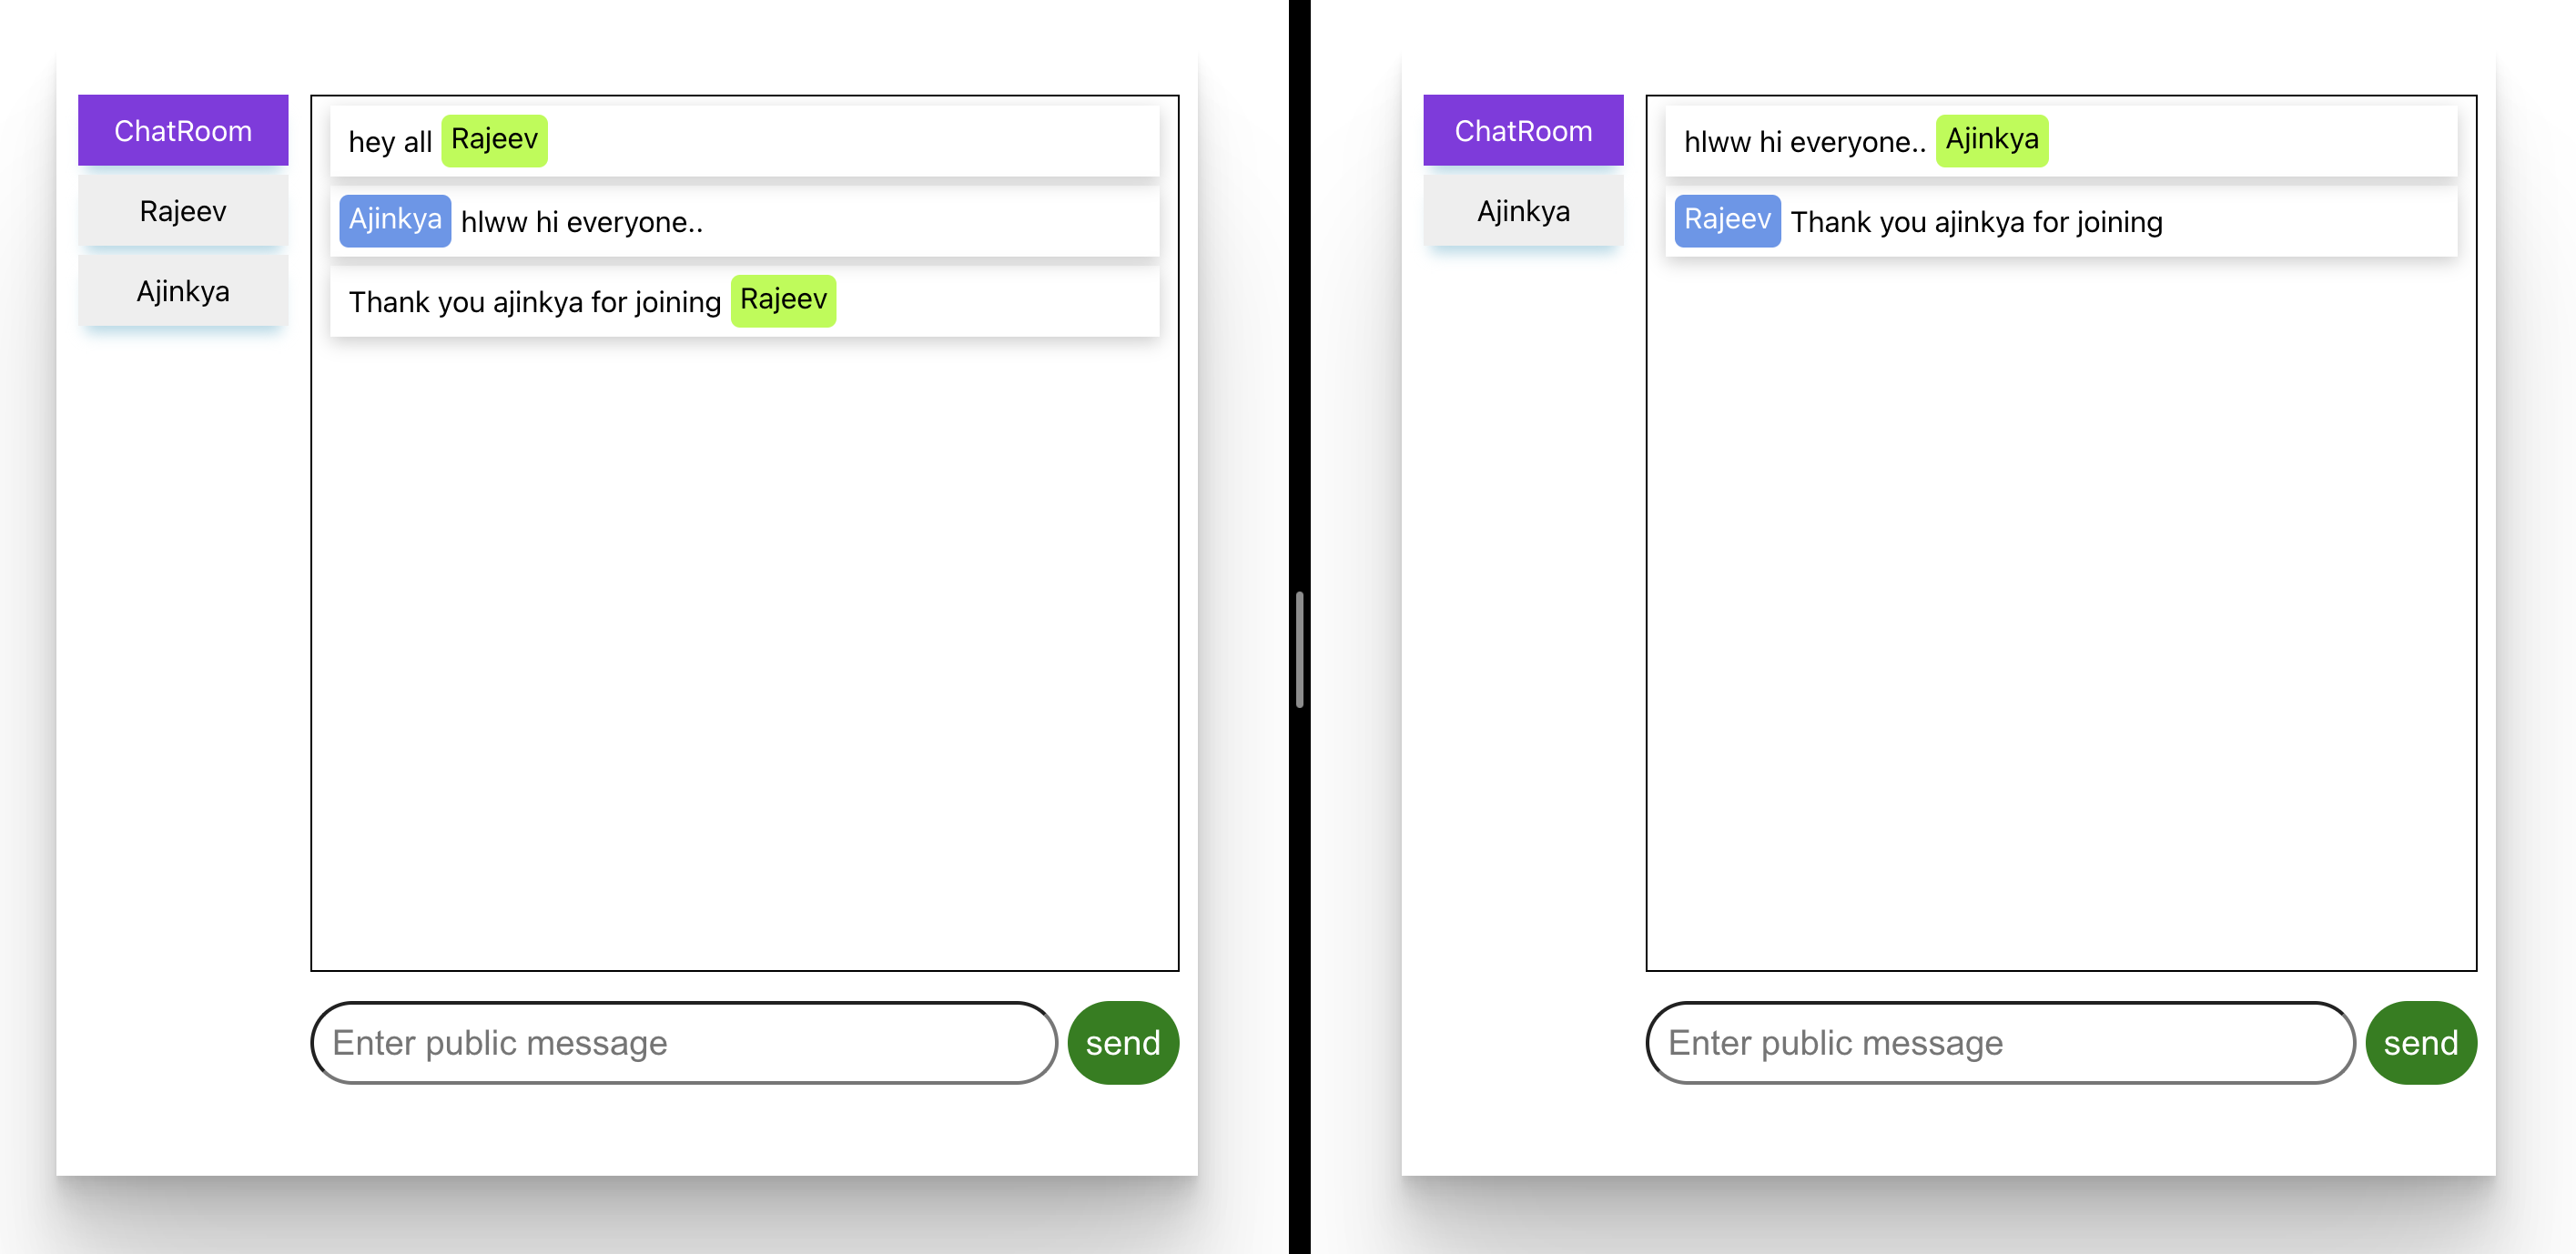 ChatRoom
Rajeev
Ajinkya
hey all Rajeev
Ajinkya hlww hi everyone..
Thank you ajinkya for joining Rajeev
Enter public message
send
ChatRoom
Ajinkya
hlww hi everyone.. Ajinkya
Rajeev Thank you ajinkya for joining
Enter public message
send